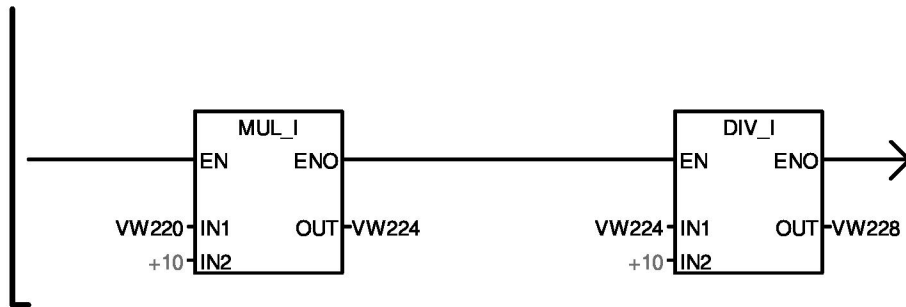 MUL_I DIV_I
EN ENO EN ENO
VW220 IN1 OUT VW224 VW224 IN1 OUT VW228
+10 IN2 +10 IN2